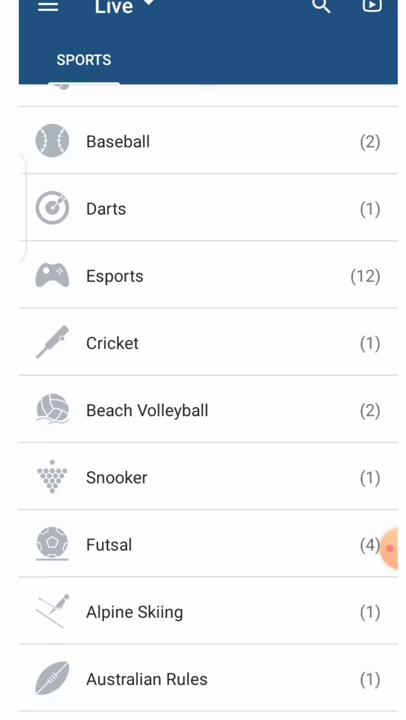 Live
SPORTS
Baseball (2)
Darts (1)
Esports (12)
Cricket (1)
Beach Volleyball (2)
Snooker (1)
Futsal (4)
Alpine Skiing (1)
Australian Rules (1)